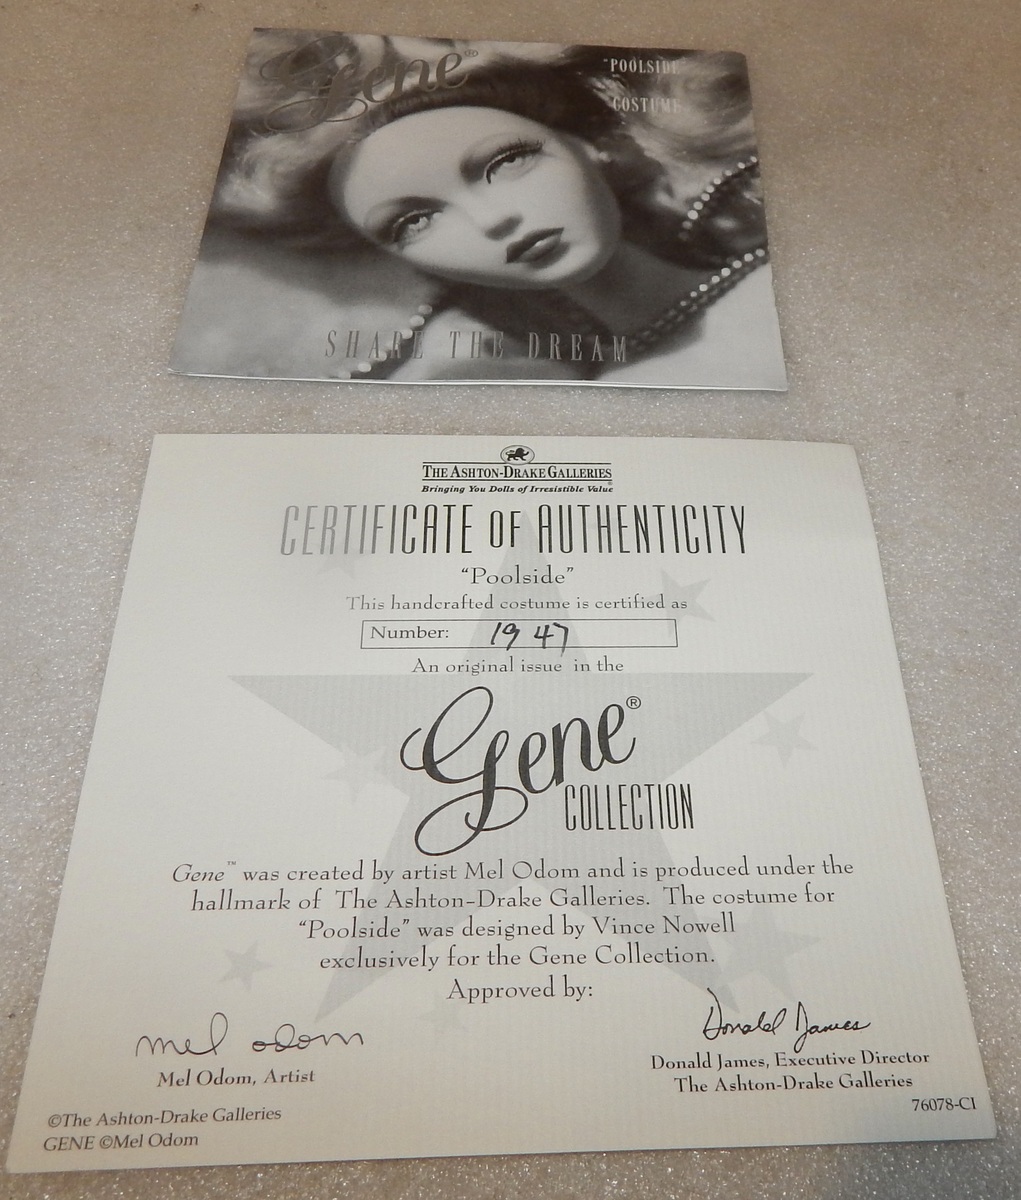 Gene®
"POOLSIDE"
COSTUME
SHARE THE DREAM
THE ASHTON-DRAKE GALLERIES
Bringing You Dolls of Irresistible Value®
CERTIFICATE OF AUTHENTICITY
"Poolside"
This handcrafted costume is certified as
Number: 1947
An original issue in the
Gene®
COLLECTION
Gene™ was created by artist Mel Odom and is produced under the
hallmark of The Ashton-Drake Galleries. The costume for
"Poolside" was designed by Vince Nowell
exclusively for the Gene Collection.
Approved by:
mel odom
Mel Odom, Artist
Donald James
Donald James, Executive Director
The Ashton-Drake Galleries
76078-CI
©The Ashton-Drake Galleries
GENE ©Mel Odom